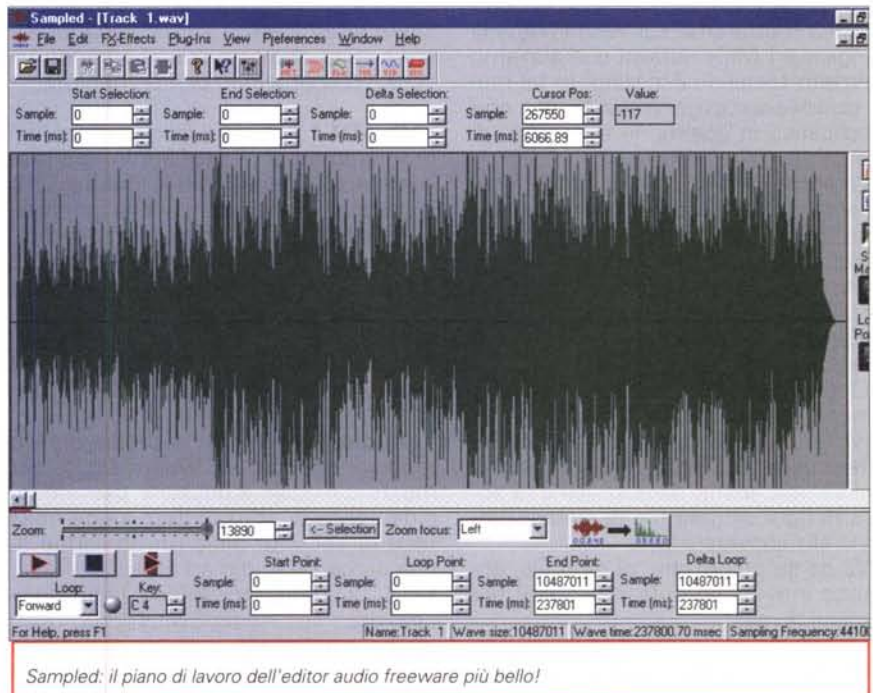 Sampled - [Track 1.wav]
File Edit FX-Effects Plug-Ins View Preferences Window Help
Start Selection: End Selection: Delta Selection: Cursor Pos: Value:
Sample: 0 Sample: 0 Sample: 0 Sample: 267550 -117
Time (ms): 0 Time (ms): 0 Time (ms): 0 Time (ms): 6066.89
Zoom: 13890 <- Selection Zoom focus: Left
Start Point: Loop Point: End Point: Delta Loop:
Loop: Key: Sample: 0 Sample: 0 Sample: 10487011 Sample: 10487011
Forward C 4 Time (ms): 0 Time (ms): 0 Time (ms): 237801 Time (ms): 237801
For Help, press F1 Name:Track 1 Wave size:10487011 Wave time:237800.70 msec Sampling Frequency:44100
Sampled: il piano di lavoro dell'editor audio freeware più bello!